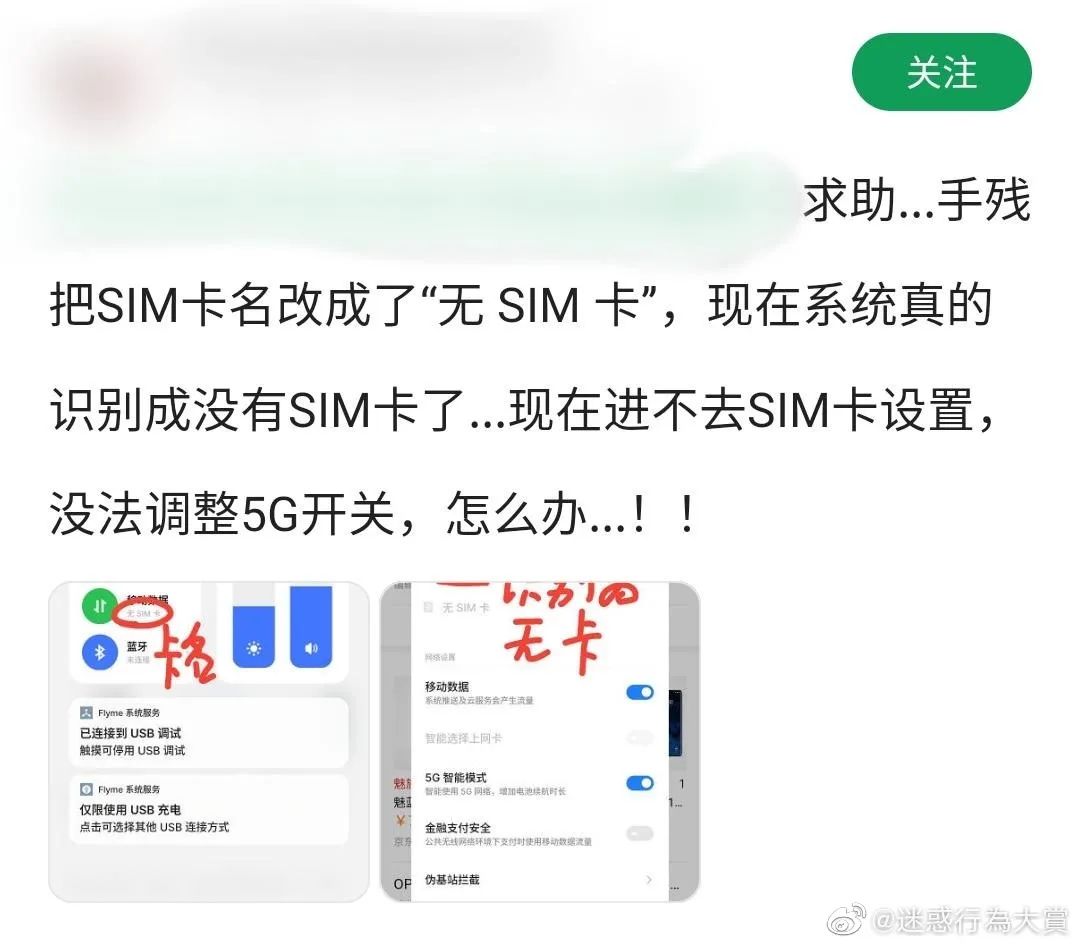 关注
求助...手残
把SIM卡名改成了“无 SIM 卡”，现在系统真的
识别成没有SIM卡了...现在进不去SIM卡设置，
没法调整5G开关，怎么办...！！
移动数据
无 SIM 卡
蓝牙
未连接
卡名
Flyme 系统服务
已连接到 USB 调试
触摸可停用 USB 调试
Flyme 系统服务
仅限使用 USB 充电
点击可选择其他 USB 连接方式
识别为
无卡
无 SIM 卡
网络设置
移动数据
系统推送及云服务会产生流量
智能选择上网卡
5G 智能模式
智能使用 5G 网络，增加电池续航时长
金融支付安全
公共无线网络环境下支付时使用移动数据流量
伪基站拦截
@迷惑行為大賞